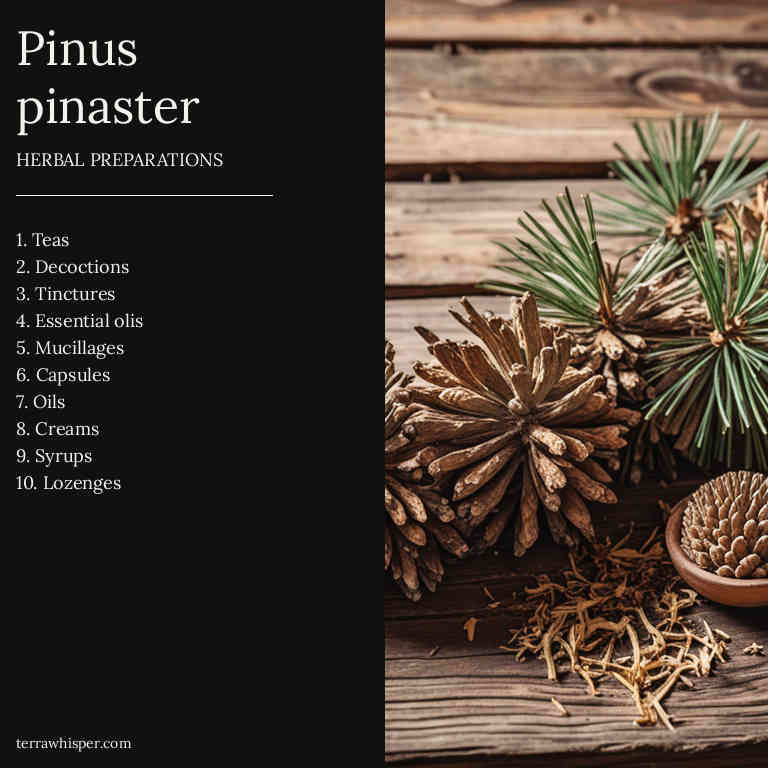 Pinus
pinaster
HERBAL PREPARATIONS
1. Teas
2. Decoctions
3. Tinctures
4. Essential olis
5. Mucillages
6. Capsules
7. Oils
8. Creams
9. Syrups
10. Lozenges
terrawhisper.com